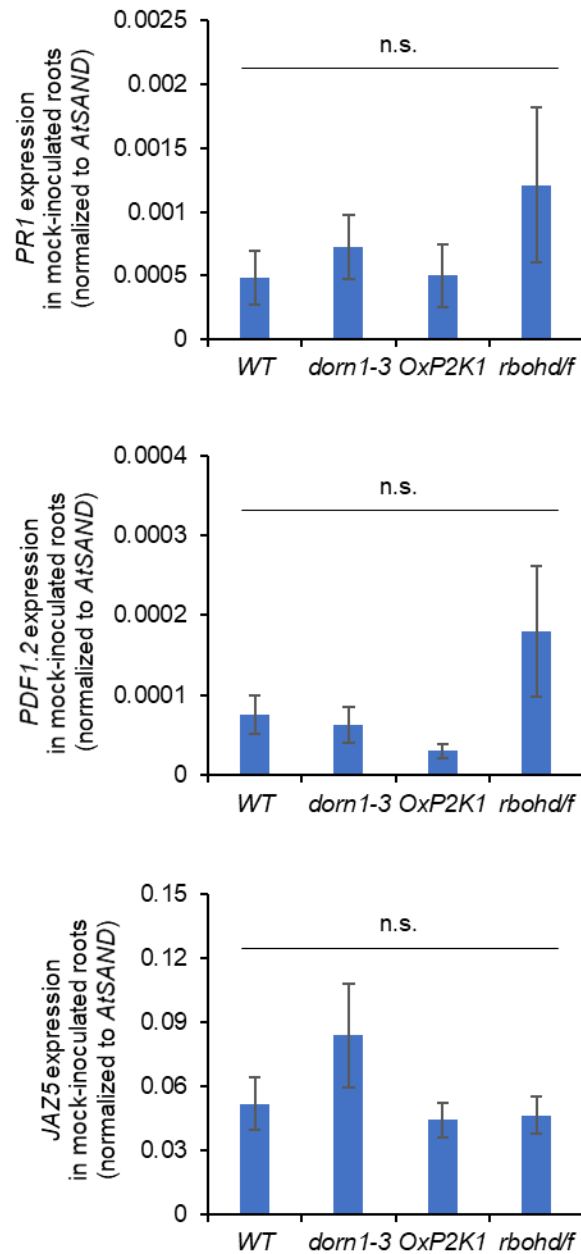 PR1 expression
in mock-inoculated roots
(normalized to AtSAND)
0.0025
0.002
0.0015
0.001
0.0005
0
n.s.
WT dorn1-3 OxP2K1 rbohd/f
PDF1.2 expression
in mock-inoculated roots
(normalized to AtSAND)
0.0004
0.0003
0.0002
0.0001
0
n.s.
WT dorn1-3 OxP2K1 rbohd/f
JAZ5 expression
in mock-inoculated roots
(normalized to AtSAND)
0.15
0.12
0.09
0.06
0.03
0
n.s.
WT dorn1-3 OxP2K1 rbohd/f